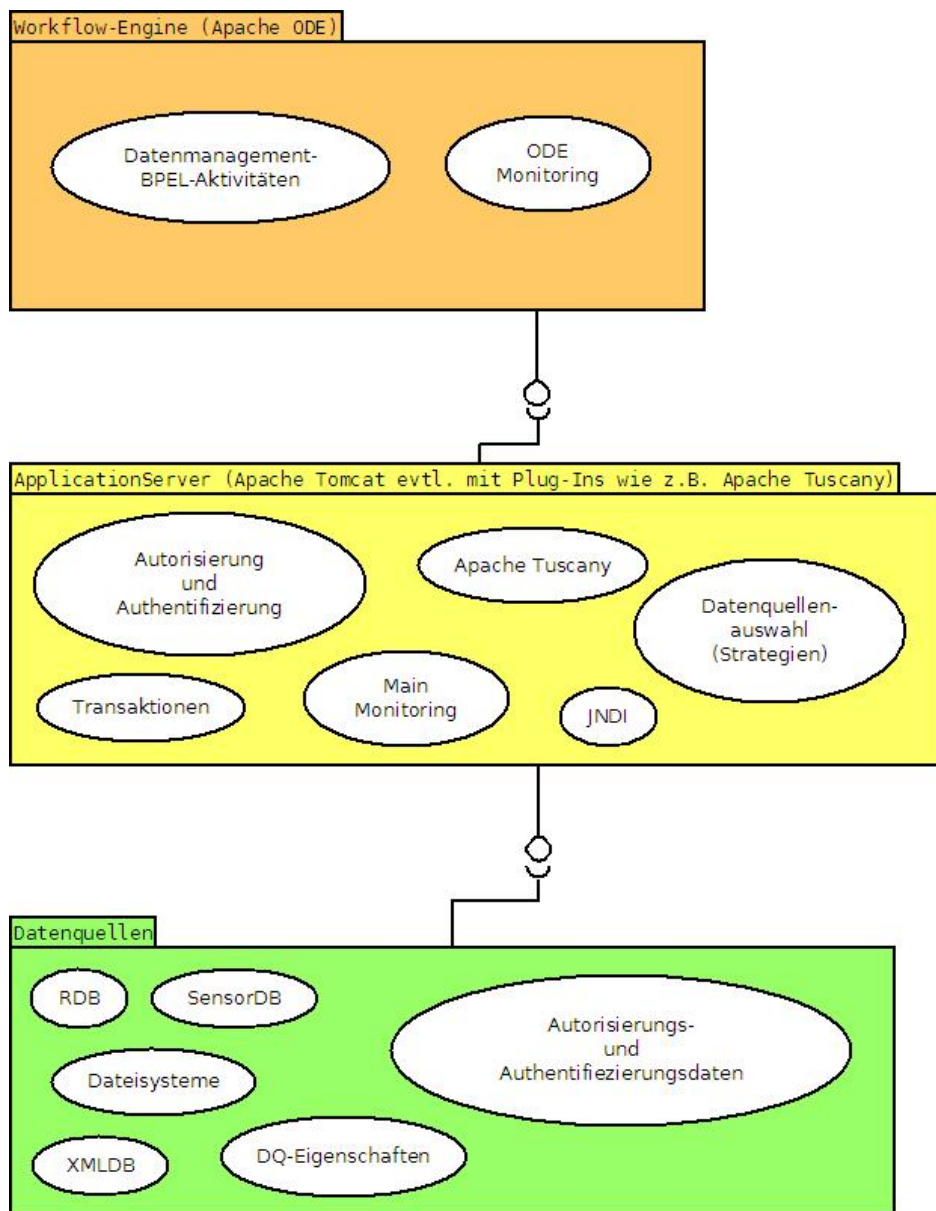 Workflow-Engine (Apache ODE)
Datenmanagement-
BPEL-Aktivitäten
ODE
Monitoring
ApplicationServer (Apache Tomcat evtl. mit Plug-Ins wie z.B. Apache Tuscany)
Autorisierung
und
Authentifizierung
Apache Tuscany
Datenquellen-
auswahl
(Strategien)
Transaktionen
Main
Monitoring
JNDI
Datenquellen
RDB
SensorDB
Autorisierungs-
und
Authentifiezierungsdaten
Dateisysteme
XMLDB
DQ-Eigenschaften